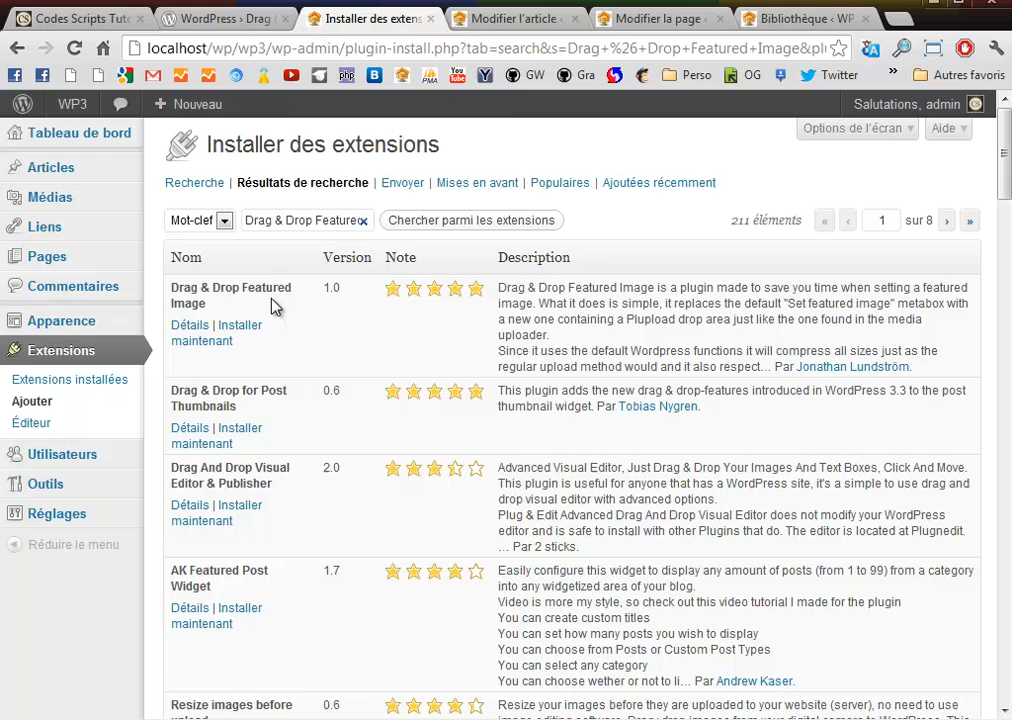 Codes Scripts Tuto
WordPress › Drag
Installer des extens
Modifier l'article ‹
Modifier la page ‹
Bibliothèque ‹ WP
localhost/wp/wp3/wp-admin/plugin-install.php?tab=search&s=Drag+%26+Drop+Featured+Image&pl
GW
Gra
Perso
OG
Twitter
»
Autres favoris
WP3
Nouveau
Salutations, admin
Tableau de bord
Articles
Médias
Liens
Pages
Commentaires
Apparence
Extensions
Extensions installées
Ajouter
Éditeur
Utilisateurs
Outils
Réglages
Réduire le menu
Options de l'écran
Aide
Installer des extensions
Recherche | Résultats de recherche | Envoyer | Mises en avant | Populaires | Ajoutées récemment
Mot-clef
Drag & Drop Featurec
Chercher parmi les extensions
211 éléments « ‹ 1 sur 8 › »
Nom Version Note Description
Drag & Drop Featured
Image
Détails | Installer
maintenant
1.0
Drag & Drop Featured Image is a plugin made to save you time when setting a featured
image. What it does is simple, it replaces the default "Set featured image" metabox with
a new one containing a Plupload drop area just like the one found in the media
uploader.
Since it uses the default Wordpress functions it will compress all sizes just as the
regular upload method would and it also respect… Par Jonathan Lundström.
Drag & Drop for Post
Thumbnails
Détails | Installer
maintenant
0.6
This plugin adds the new drag & drop-features introduced in WordPress 3.3 to the post
thumbnail widget. Par Tobias Nygren.
Drag And Drop Visual
Editor & Publisher
Détails | Installer
maintenant
2.0
Advanced Visual Editor, Just Drag & Drop Your Images And Text Boxes, Click And Move.
This plugin is useful for anyone that has a WordPress site, it's a simple to use drag and
drop visual editor with advanced options.
Plug & Edit Advanced Drag And Drop Visual Editor does not modify your WordPress
editor and is safe to install with other Plugins that do. The editor is located at Plugnedit.
… Par 2 sticks.
AK Featured Post
Widget
Détails | Installer
maintenant
1.7
Easily configure this widget to display any amount of posts (from 1 to 99) from a category
into any widgetized area of your blog.
Video is more my style, so check out this video tutorial I made for the plugin
You can create custom titles
You can set how many posts you wish to display
You can choose from Posts or Custom Post Types
You can select any category
You can choose wether or not to li… Par Andrew Kaser.
Resize images before
upload
0.6
Resize your images before they are uploaded to your website (server), no need to use